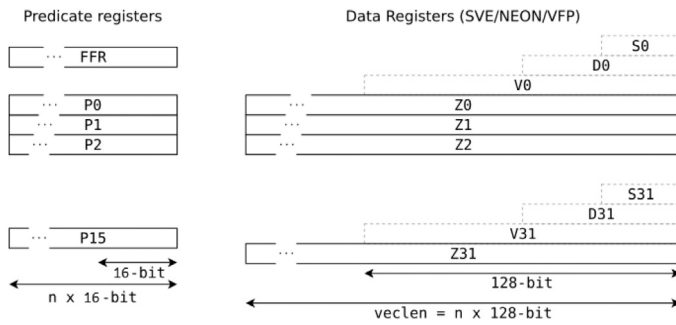 Predicate registers
Data Registers (SVE/NEON/VFP)
S0
... FFR
D0
V0
... P0
... Z0
... P1
... Z1
... P2
... Z2
S31
D31
... P15
V31
... Z31
16-bit
128-bit
n x 16-bit
veclen = n x 128-bit